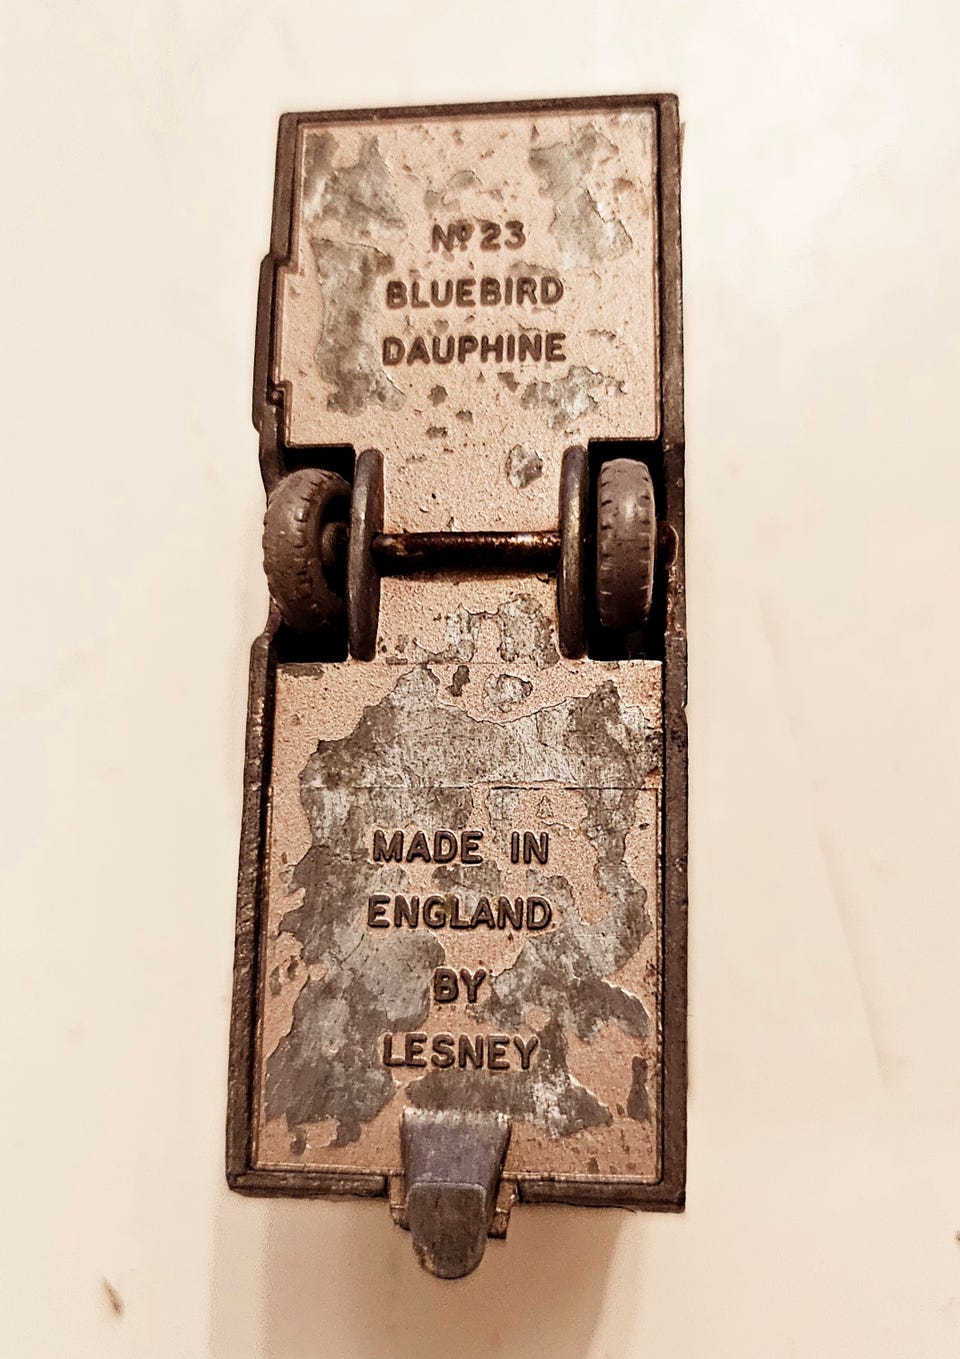 Nº 23
BLUEBIRD
DAUPHINE
MADE IN
ENGLAND
BY
LESNEY